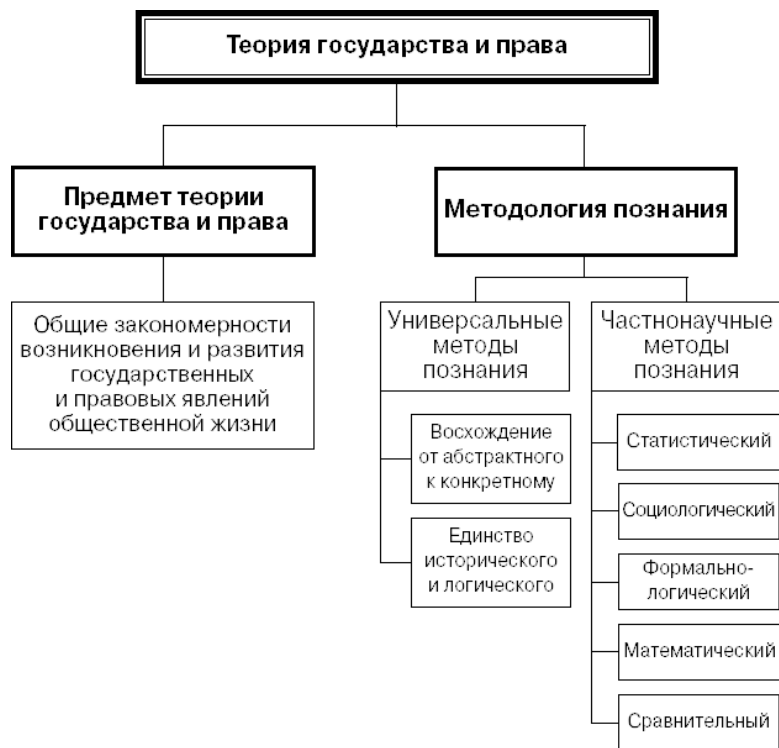 Теория государства и права
Предмет теории
государства и права
Методология познания
Общие закономерности
возникновения и развития
государственных
и правовых явлений
общественной жизни
Универсальные
методы
познания
Восхождение
от абстрактного
к конкретному
Единство
исторического
и логического
Частнонаучные
методы
познания
Статистический
Социологический
Формально-
логический
Математический
Сравнительный